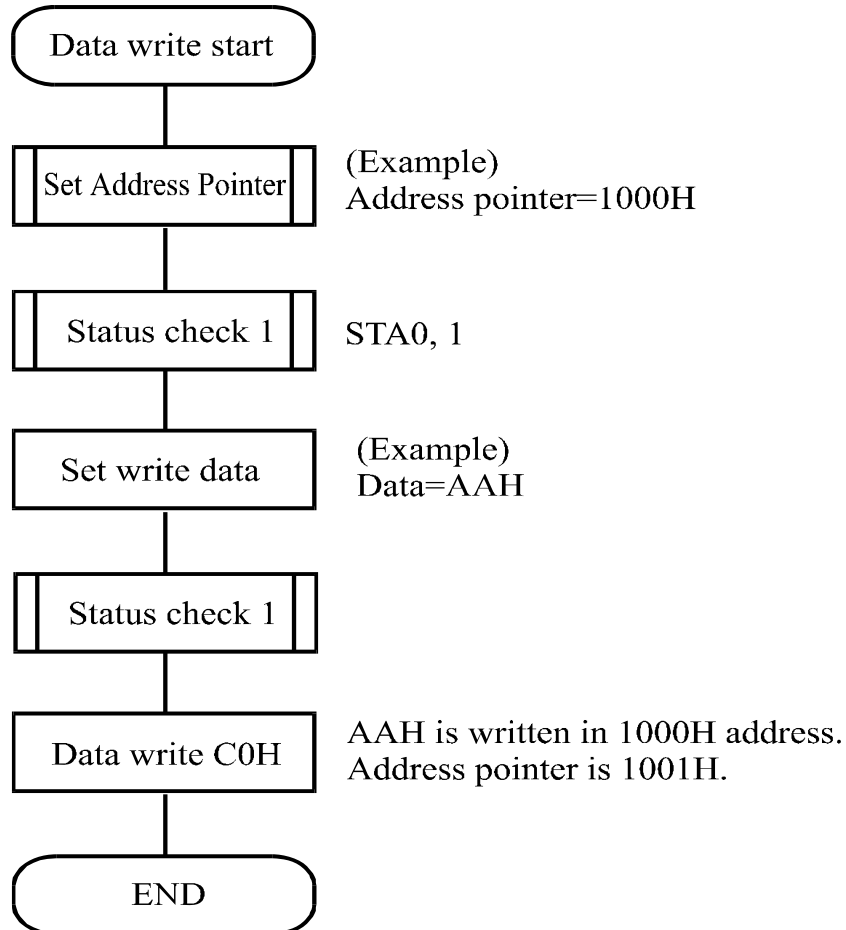 Data write start
(Example)
Set Address Pointer
Address pointer=1000H
Status check 1
STA0, 1
(Example)
Set write data
Data=AAH
Status check 1
AAH is written in 1000H address.
Data write C0H
Address pointer is 1001H.
END